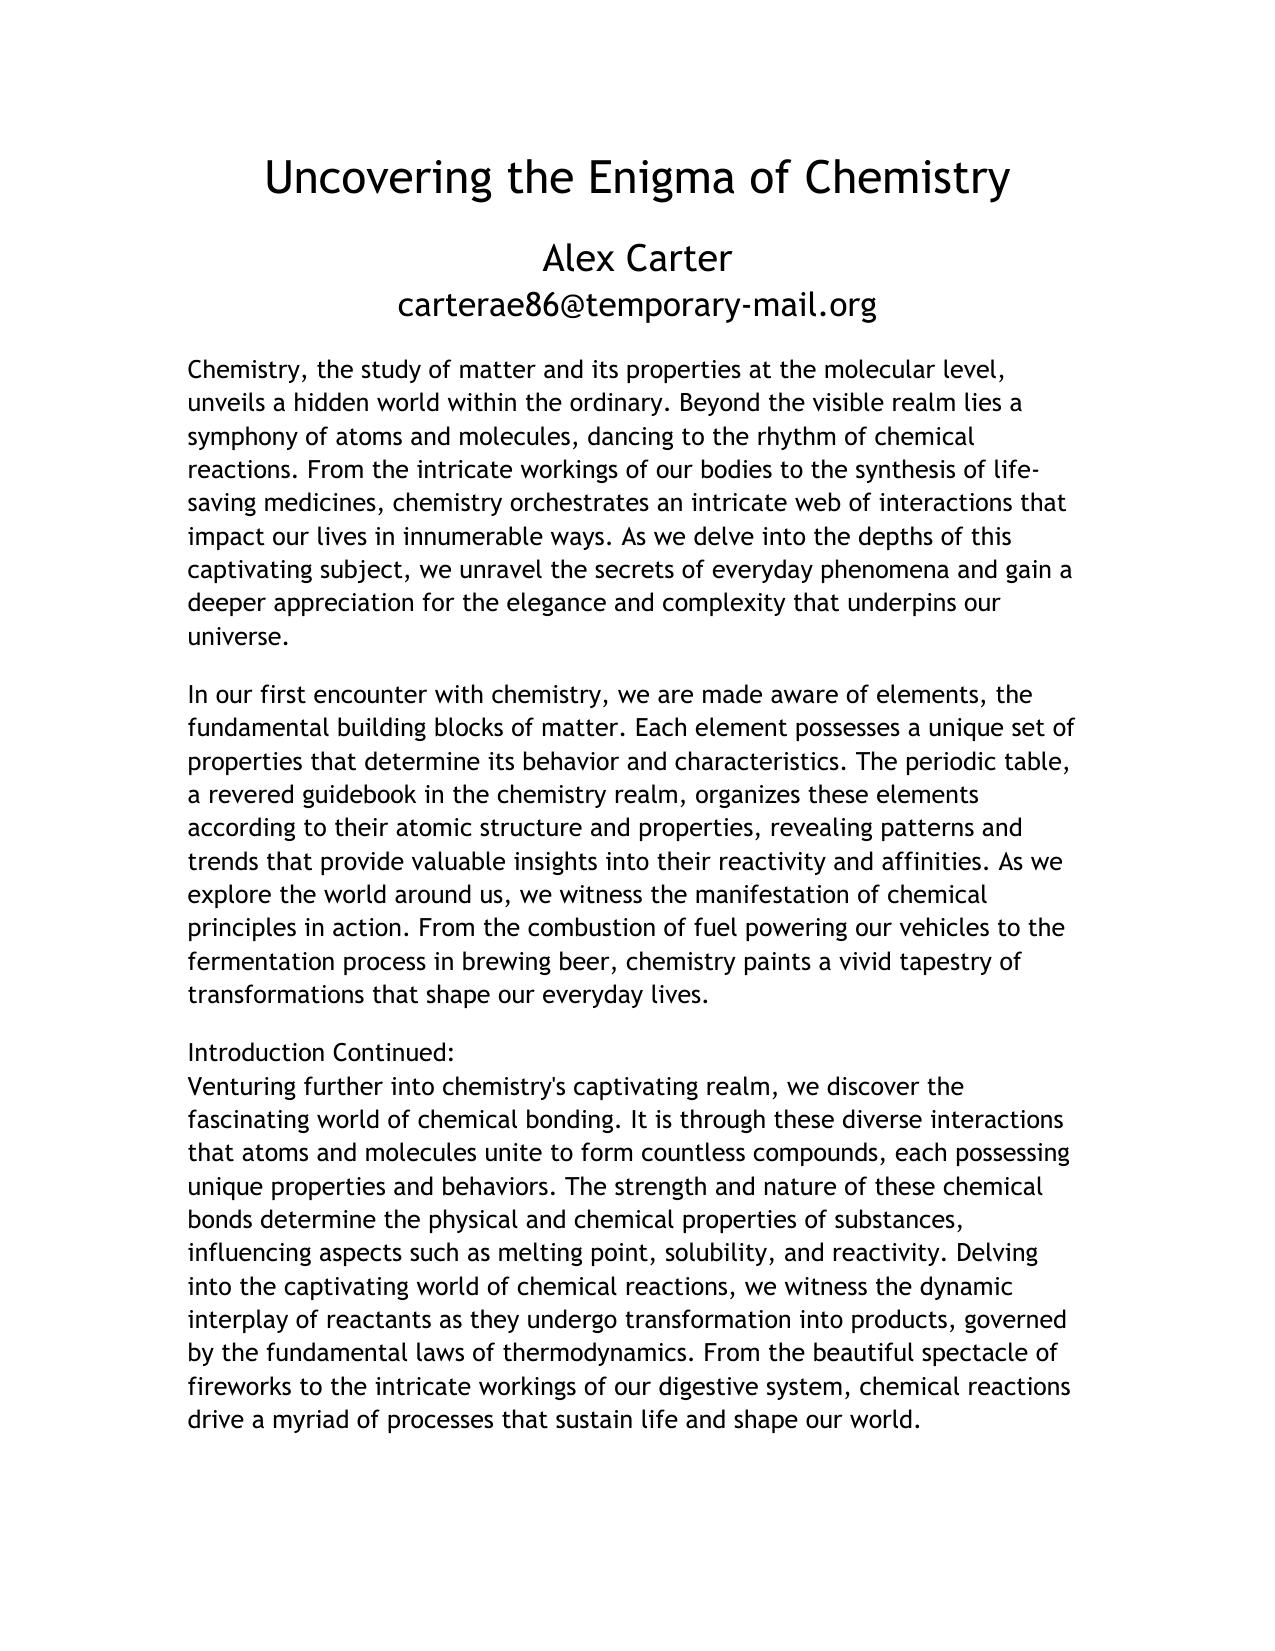 Uncovering the Enigma of Chemistry
Alex Carter
carterae86@temporary-mail.org
Chemistry, the study of matter and its properties at the molecular level,
unveils a hidden world within the ordinary. Beyond the visible realm lies a
symphony of atoms and molecules, dancing to the rhythm of chemical
reactions. From the intricate workings of our bodies to the synthesis of life-
saving medicines, chemistry orchestrates an intricate web of interactions that
impact our lives in innumerable ways. As we delve into the depths of this
captivating subject, we unravel the secrets of everyday phenomena and gain a
deeper appreciation for the elegance and complexity that underpins our
universe.
In our first encounter with chemistry, we are made aware of elements, the
fundamental building blocks of matter. Each element possesses a unique set of
properties that determine its behavior and characteristics. The periodic table,
a revered guidebook in the chemistry realm, organizes these elements
according to their atomic structure and properties, revealing patterns and
trends that provide valuable insights into their reactivity and affinities. As we
explore the world around us, we witness the manifestation of chemical
principles in action. From the combustion of fuel powering our vehicles to the
fermentation process in brewing beer, chemistry paints a vivid tapestry of
transformations that shape our everyday lives.
Introduction Continued:
Venturing further into chemistry's captivating realm, we discover the
fascinating world of chemical bonding. It is through these diverse interactions
that atoms and molecules unite to form countless compounds, each possessing
unique properties and behaviors. The strength and nature of these chemical
bonds determine the physical and chemical properties of substances,
influencing aspects such as melting point, solubility, and reactivity. Delving
into the captivating world of chemical reactions, we witness the dynamic
interplay of reactants as they undergo transformation into products, governed
by the fundamental laws of thermodynamics. From the beautiful spectacle of
fireworks to the intricate workings of our digestive system, chemical reactions
drive a myriad of processes that sustain life and shape our world.